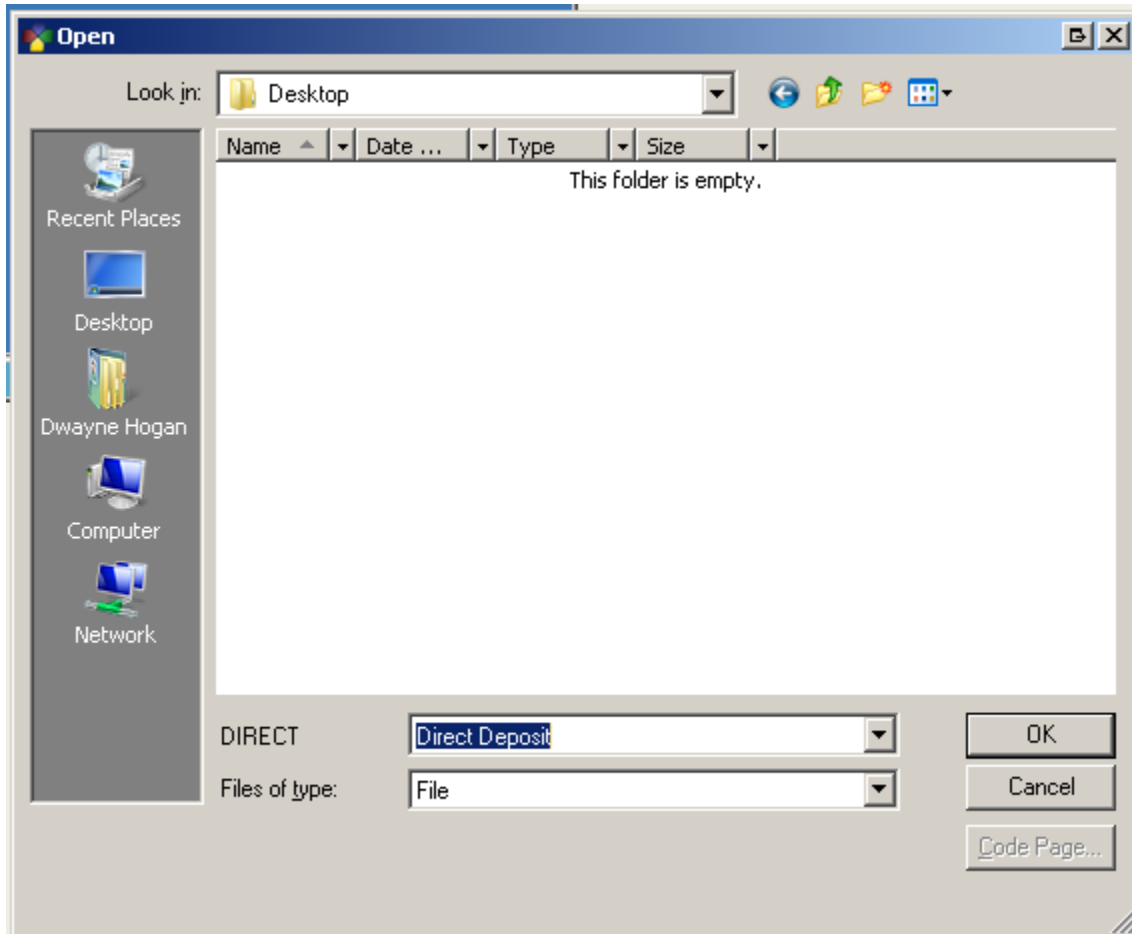 Open
Look in: Desktop
Name Date ... Type Size
This folder is empty.
Recent Places
Desktop
Dwayne Hogan
Computer
Network
DIRECT Direct Deposit OK
Files of type: File Cancel
Code Page...